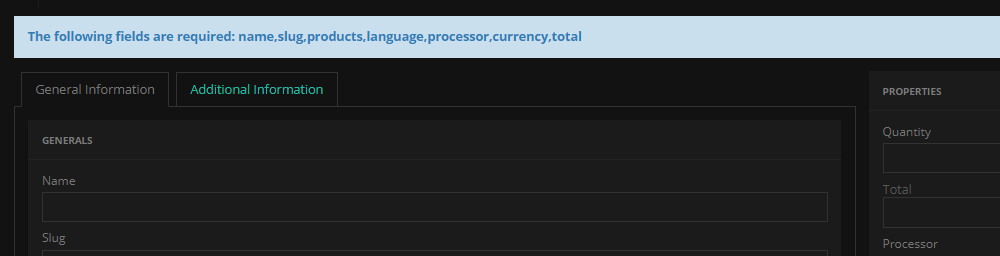 The following fields are required: name,slug,products,language,processor,currency,total
General Information
Additional Information
GENERALS
Name
Slug
PROPERTIES
Quantity
Total
Processor